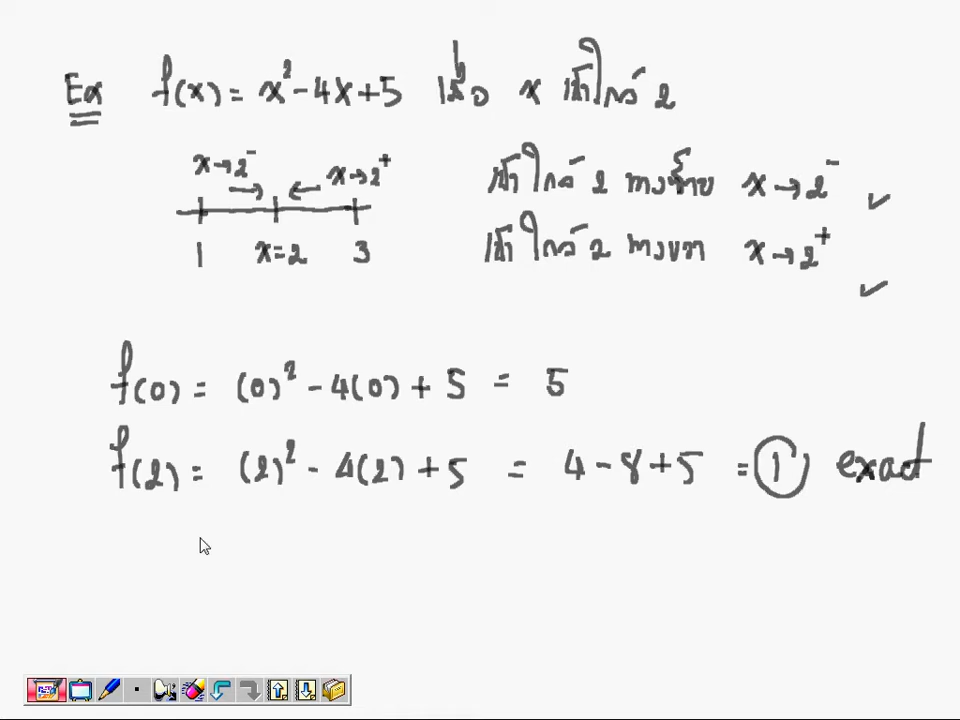 Ex f(x) = x² - 4x + 5 เมื่อ x เข้าใกล้ 2
x→2⁻ x→2⁺
1 x=2 3
เข้าใกล้ 2 ทางซ้าย x→2⁻ ✓
เข้าใกล้ 2 ทางขวา x→2⁺ ✓
f(0) = (0)² - 4(0) + 5 = 5
f(2) = (2)² - 4(2) + 5 = 4 - 8 + 5 = 1 exact